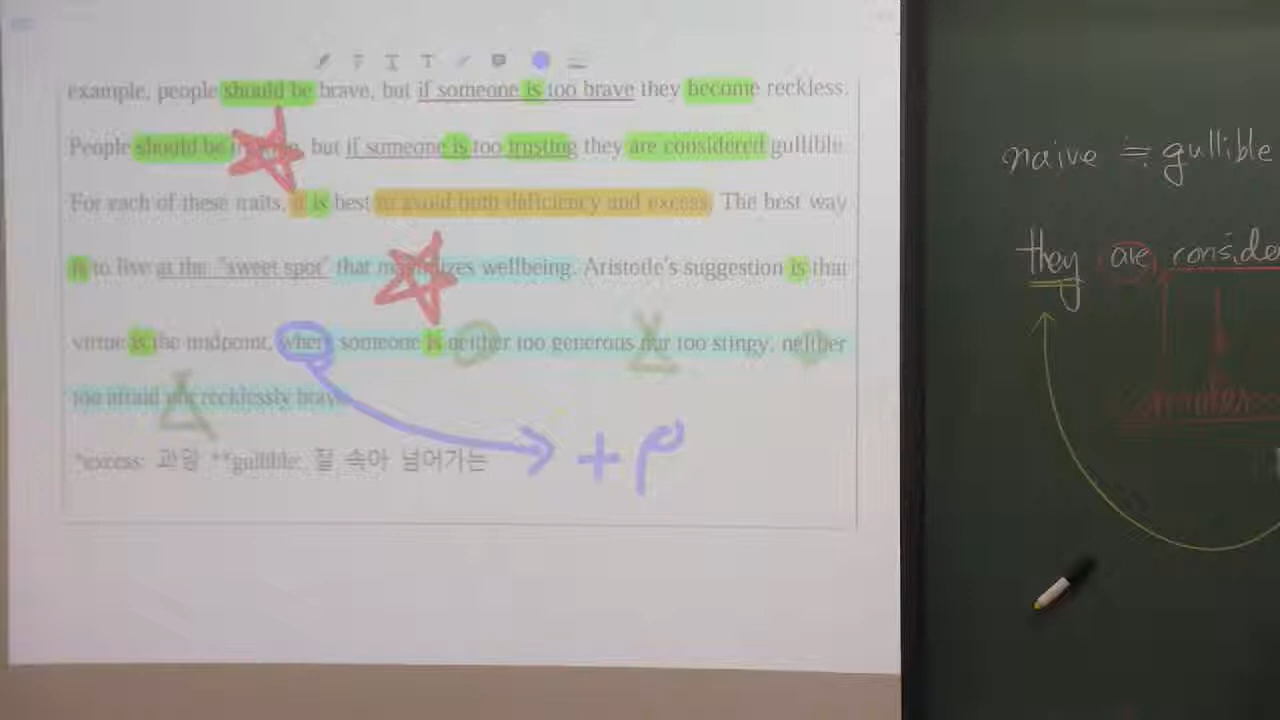 example, people should be brave, but if someone is too brave they become reckless.
People should be, but if someone is too trusting they are considered gullible.
For each of these traits, it is best to avoid both deficiency and excess. The best way
is to live at the "sweet spot" that maximizes wellbeing. Aristotle's suggestion is that
virtue is the midpoint, where someone is neither too generous nor too stingy, neither
too afraid nor recklessly brave.
*excess: 과잉 **gullible: 잘 속아 넘어가는
+
naive ≒ gullible
they are conside